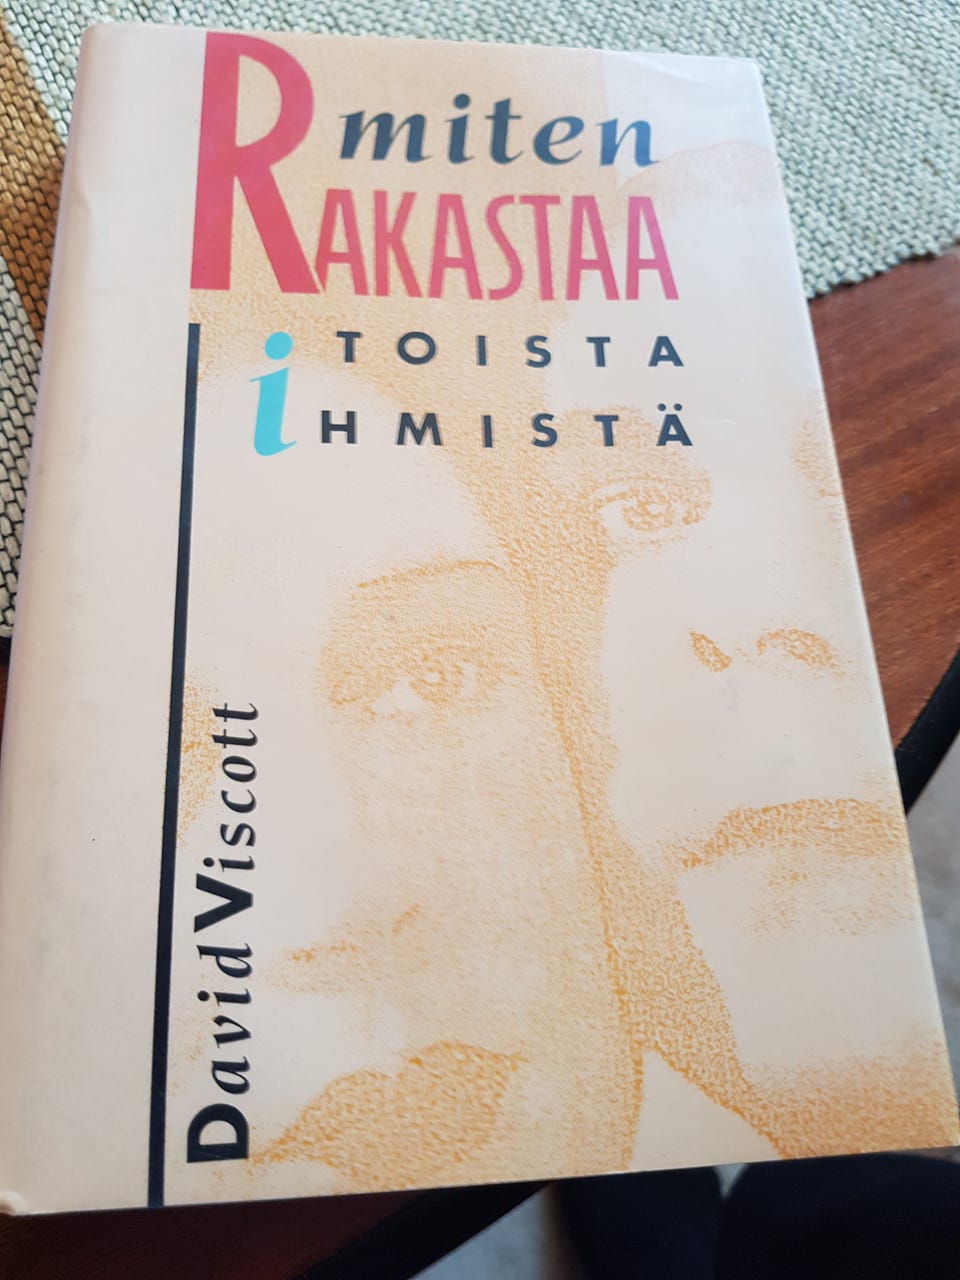 miten
RAKASTAA
TOISTA
iHMISTÄ
David Viscott